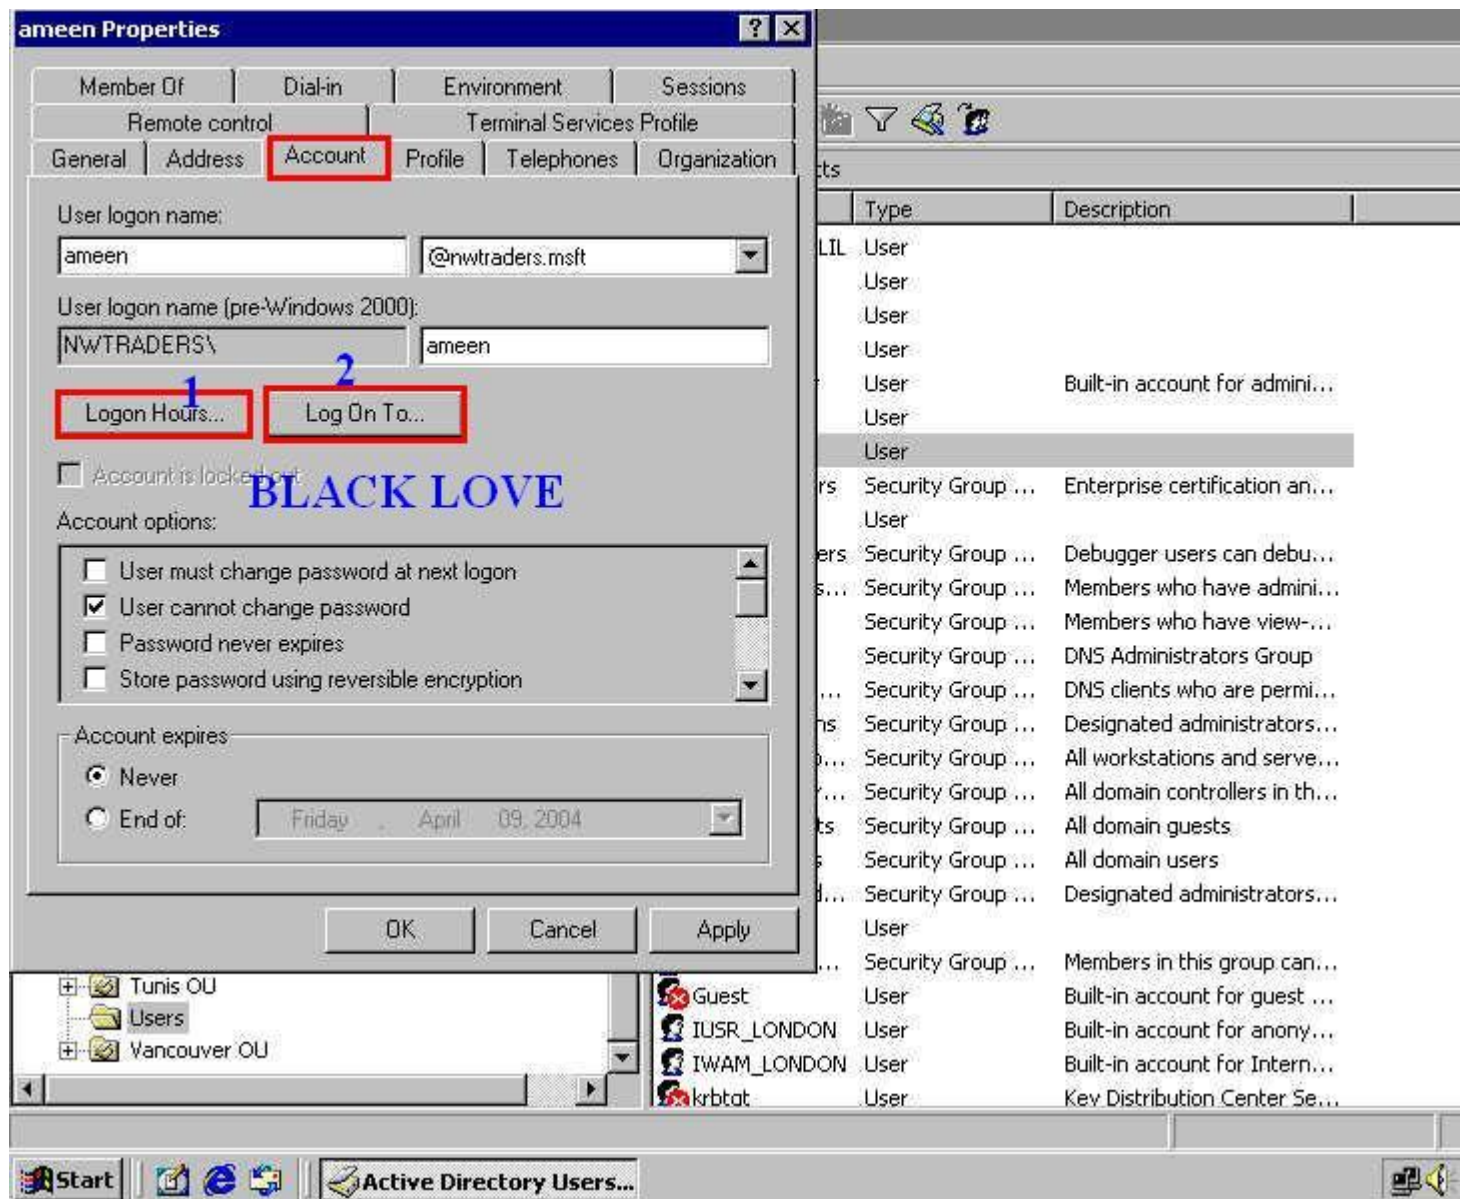 ameen Properties
Member Of Dial-in Environment Sessions
Remote control Terminal Services Profile
General Address Account Profile Telephones Organization
User logon name:
ameen @nwtraders.msft
User logon name (pre-Windows 2000):
NWTRADERS\ ameen
1 2
Logon Hours... Log On To...
Account is locked out
BLACK LOVE
Account options:
User must change password at next logon
User cannot change password
Password never expires
Store password using reversible encryption
Account expires
Never
End of: Friday , April 09, 2004
OK Cancel Apply
Tunis OU
Users
Vancouver OU
cts
Type Description
LIL User
User
User
User
User Built-in account for admini...
User
User
rs Security Group ... Enterprise certification an...
User
ers Security Group ... Debugger users can debu...
s... Security Group ... Members who have admini...
Security Group ... Members who have view-...
Security Group ... DNS Administrators Group
... Security Group ... DNS clients who are permi...
ns Security Group ... Designated administrators...
... Security Group ... All workstations and serve...
... Security Group ... All domain controllers in th...
ts Security Group ... All domain guests
s Security Group ... All domain users
... Security Group ... Designated administrators...
User
... Security Group ... Members in this group can...
Guest User Built-in account for guest ...
IUSR_LONDON User Built-in account for anony...
IWAM_LONDON User Built-in account for Intern...
krbtgt User Key Distribution Center Se...
Start Active Directory Users...